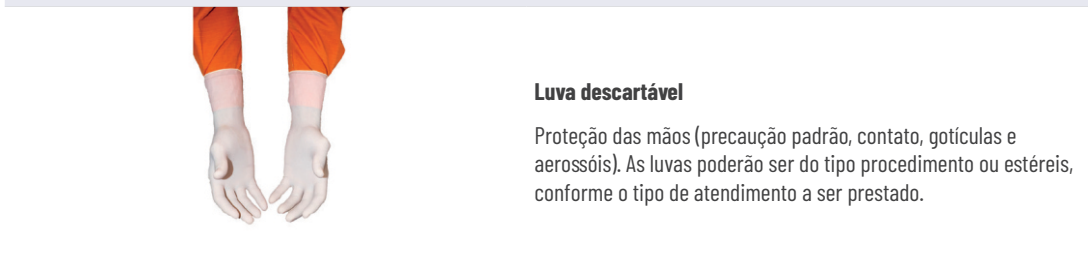 Luva descartável
Proteção das mãos (precaução padrão, contato, gotículas e
aerossóis). As luvas poderão ser do tipo procedimento ou estéreis,
conforme o tipo de atendimento a ser prestado.